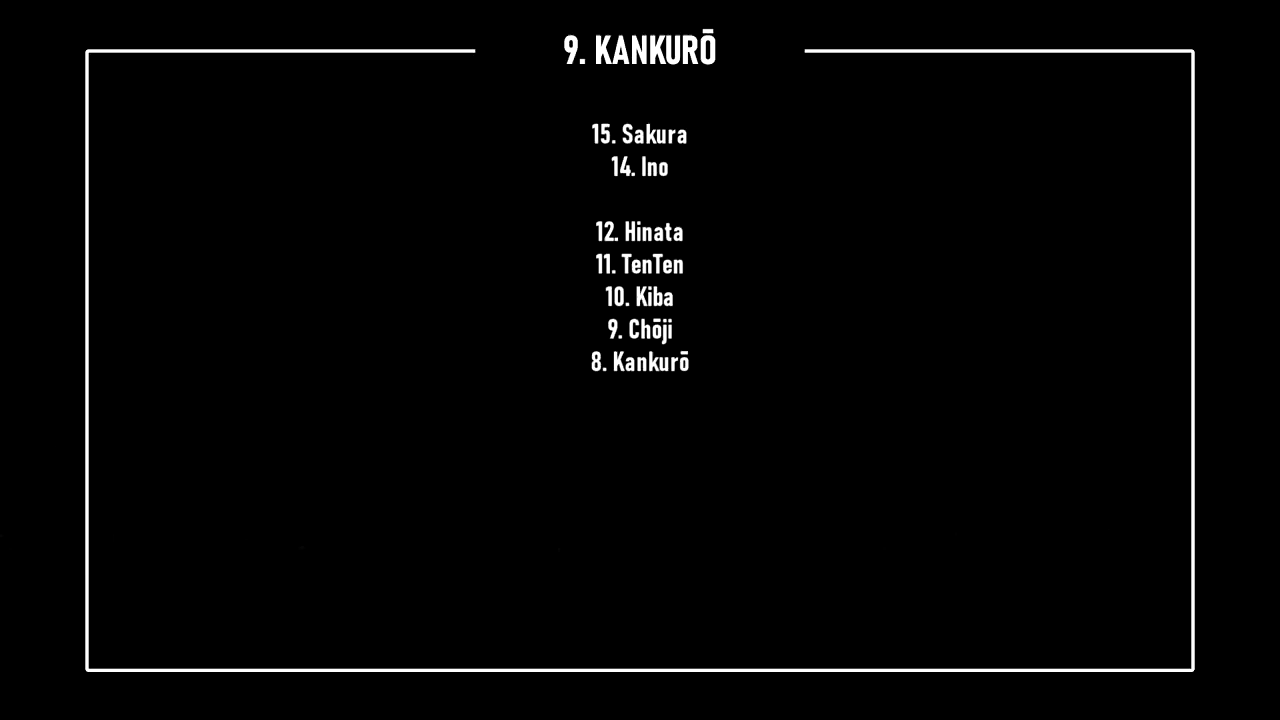 9. KANKURŌ
15. Sakura
14. Ino
12. Hinata
11. TenTen
10. Kiba
9. Chōji
8. Kankurō